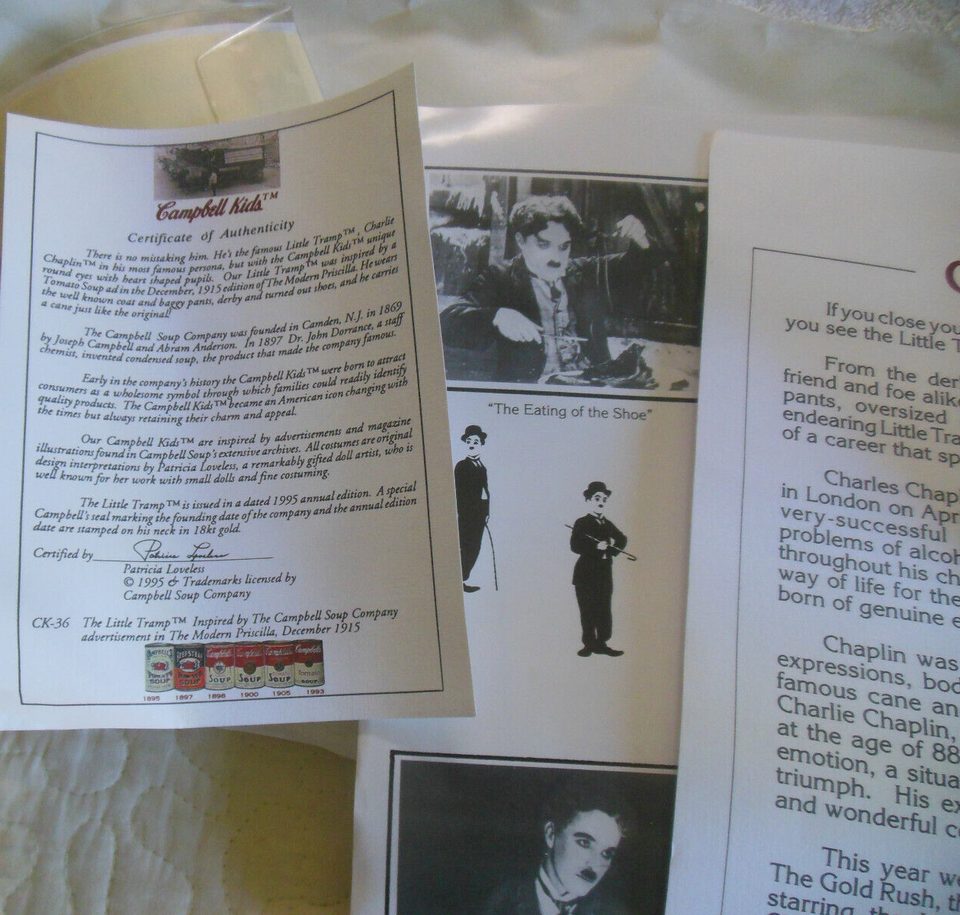 Campbell Kids™
Certificate of Authenticity
There is no mistaking him. He's the famous Little Tramp™, Charlie
Chaplin™ in his most famous persona, but with the Campbell Kids™ unique
round eyes with hears shaped pupils. Our Little Tramp™ was inspired by a
Tomato Soup ad in the December, 1915 edition of The Modern Priscilla. He wears
the well known coat and baggy pants, derby and turned out shoes, and he carries
a cane just like the original!
The Campbell Soup Company was founded in Camden, N.J. in 1869
by Joseph Campbell and Abram Anderson. In 1897 Dr. John Dorrance, a staff
chemist, invented condensed soup, the product that made the company famous.
Early in the company's history the Campbell Kids™ were born to attract
consumers as a wholesome symbol through which families could readily identify
quality products. The Campbell Kids™ became an American icon changing with
the times but always retaining their charm and appeal.
Our Campbell Kids™ are inspired by advertisements and magazine
illustrations found in Campbell Soup's extensive archives. All costumes are original
design interpretations by Patricia Loveless, a remarkably gifted doll artist, who is
well known for her work with small dolls and fine costuming.
The Little Tramp™ is issued in a dated 1995 annual edition. A special
Campbell's seal marking the founding date of the company and the annual edition
date are stamped on his neck in 18kt gold.
Certified by Patricia Loveless
Patricia Loveless
© 1995 & Trademarks licensed by
Campbell Soup Company
CK-36 The Little Tramp™ Inspired by The Campbell Soup Company
advertisement in The Modern Priscilla, December 1915
1895 1897 1898 1900 1905 1993
"The Eating of the Shoe"
If you close you
you see the Little T
From the der
friend and foe alike
pants, oversized
endearing Little Tra
of a career that sp
Charles Chap
in London on Apr
very-successful
problems of alcoh
throughout his ch
way of life for the
born of genuine e
Chaplin was
expressions, bod
famous cane an
Charlie Chaplin,
at the age of 88
emotion, a situa
triumph. His ex
and wonderful c
This year we
The Gold Rush, th
starring the